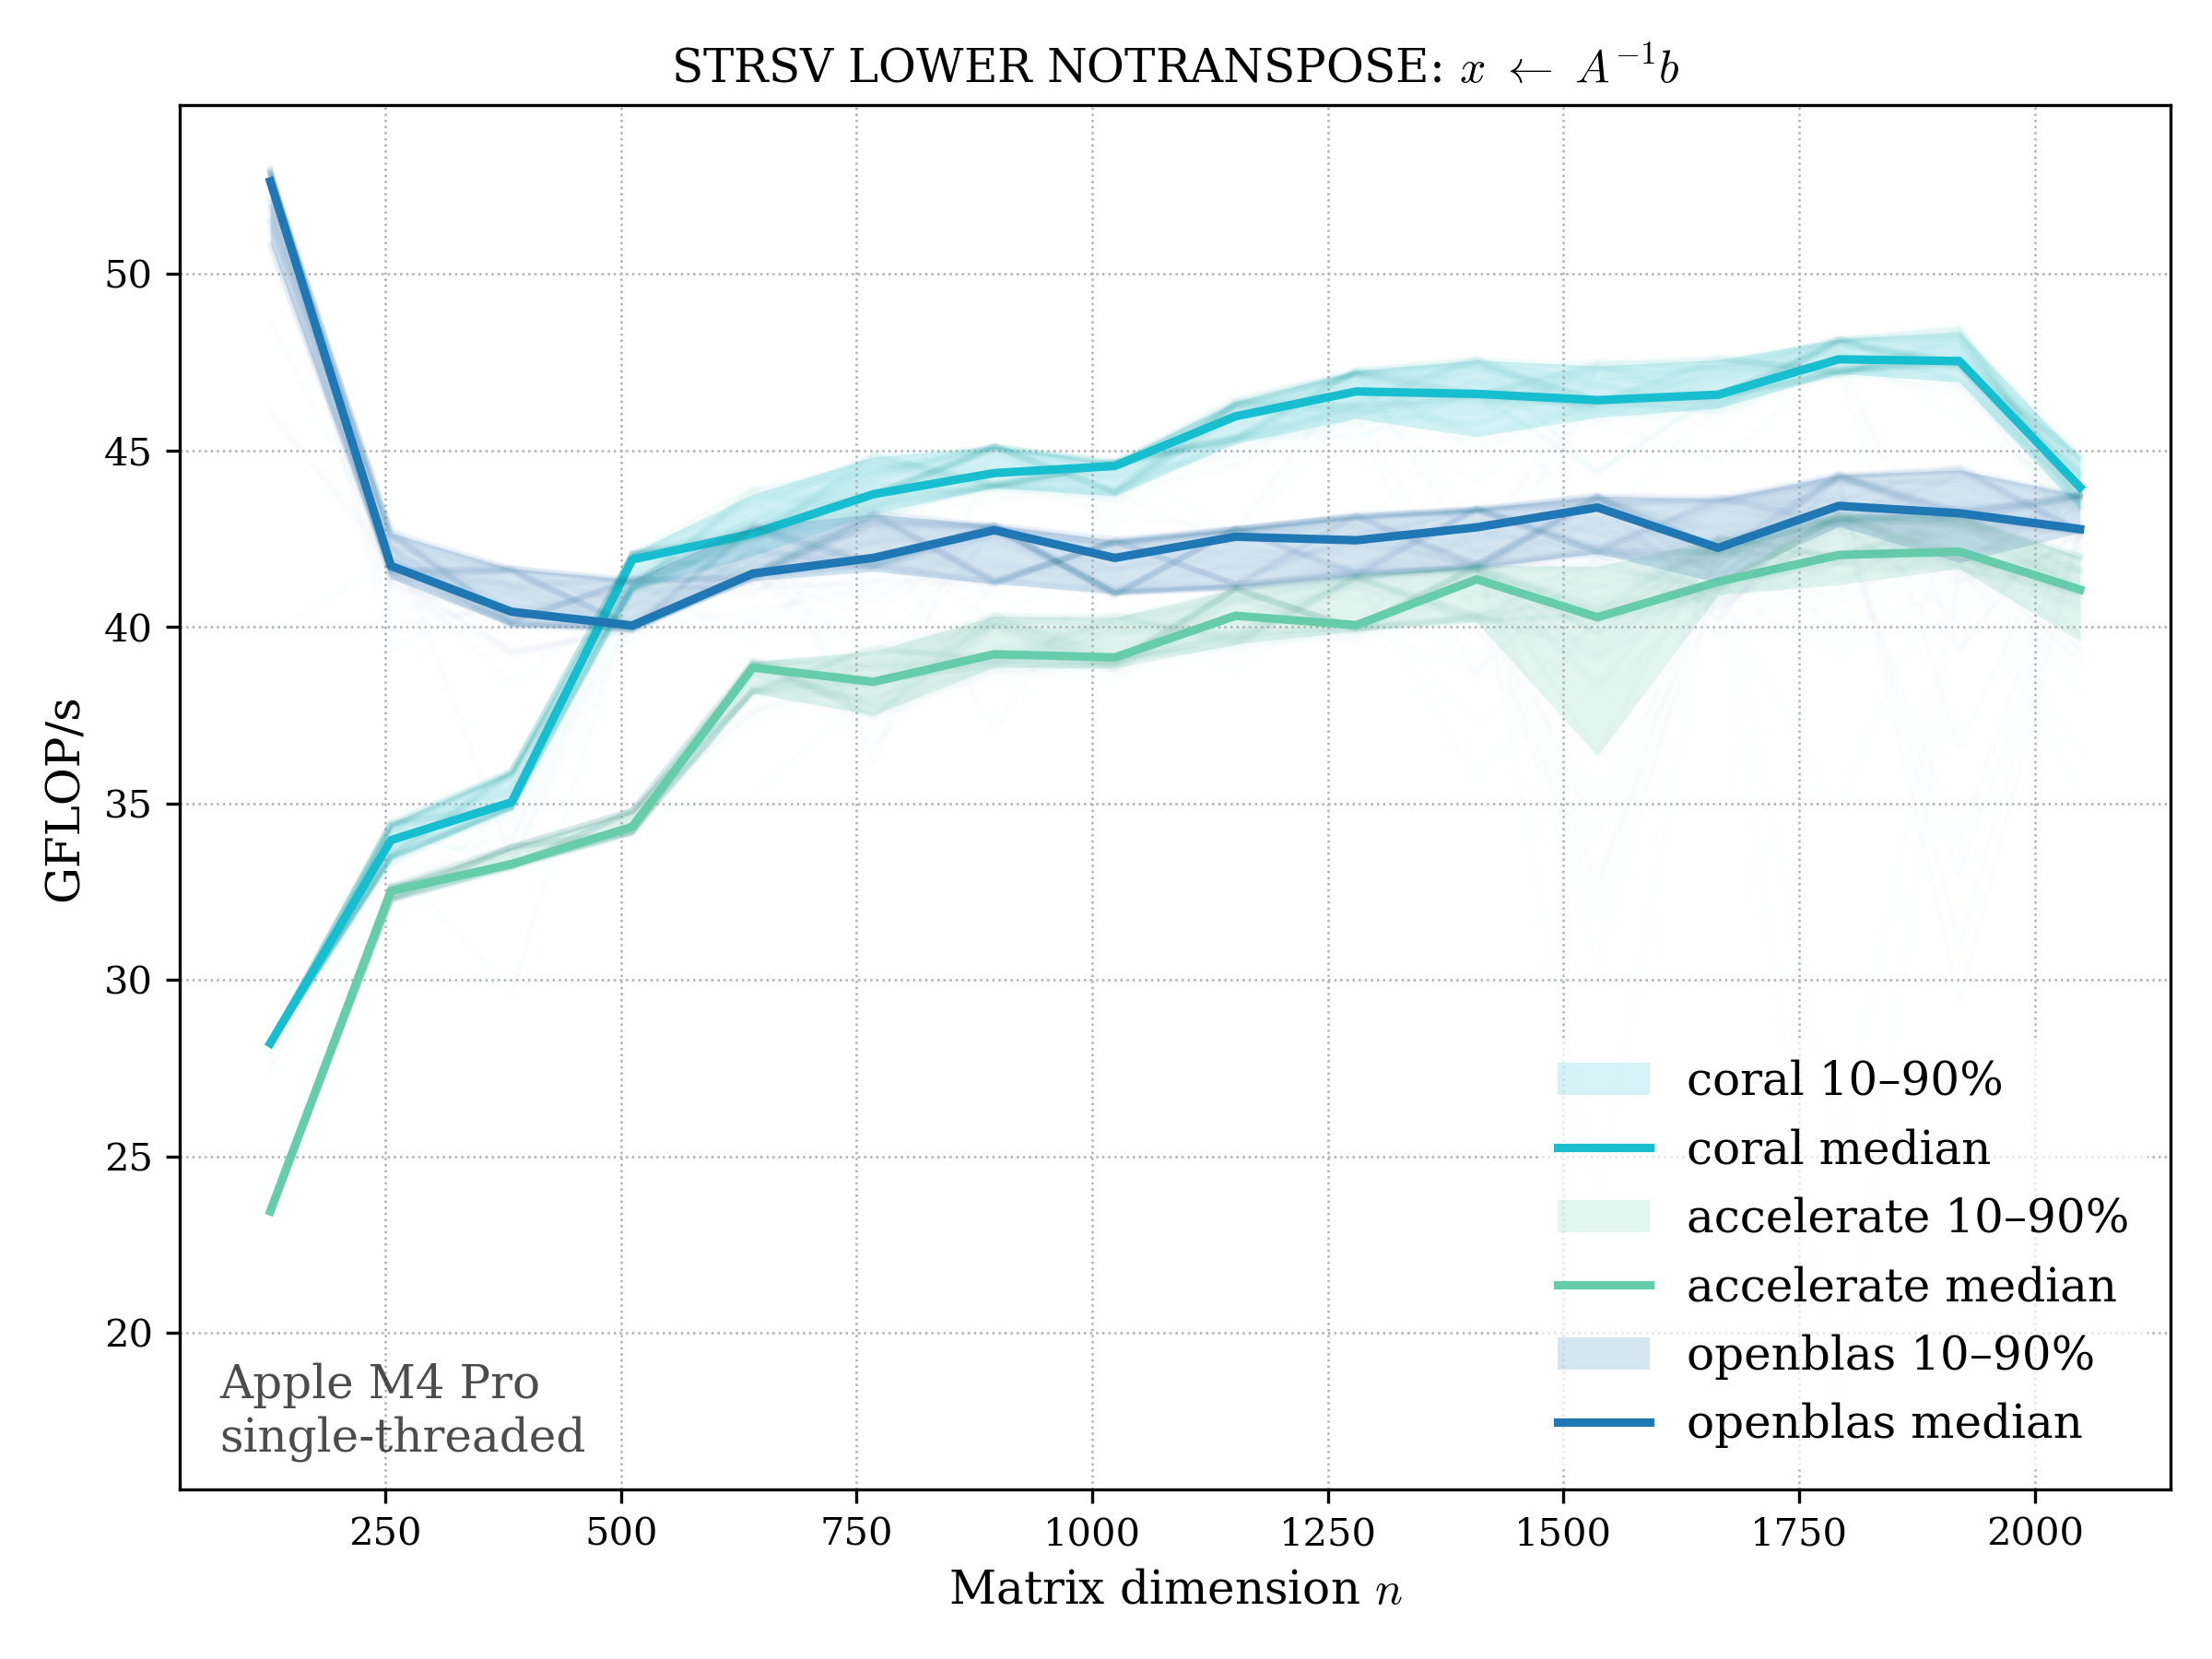 STRSV LOWER NOTRANSPOSE: x ← A⁻¹b
GFLOP/s
50
45
40
35
30
25
20
coral 10–90%
coral median
accelerate 10–90%
accelerate median
openblas 10–90%
openblas median
Apple M4 Pro
single-threaded
250 500 750 1000 1250 1500 1750 2000
Matrix dimension n